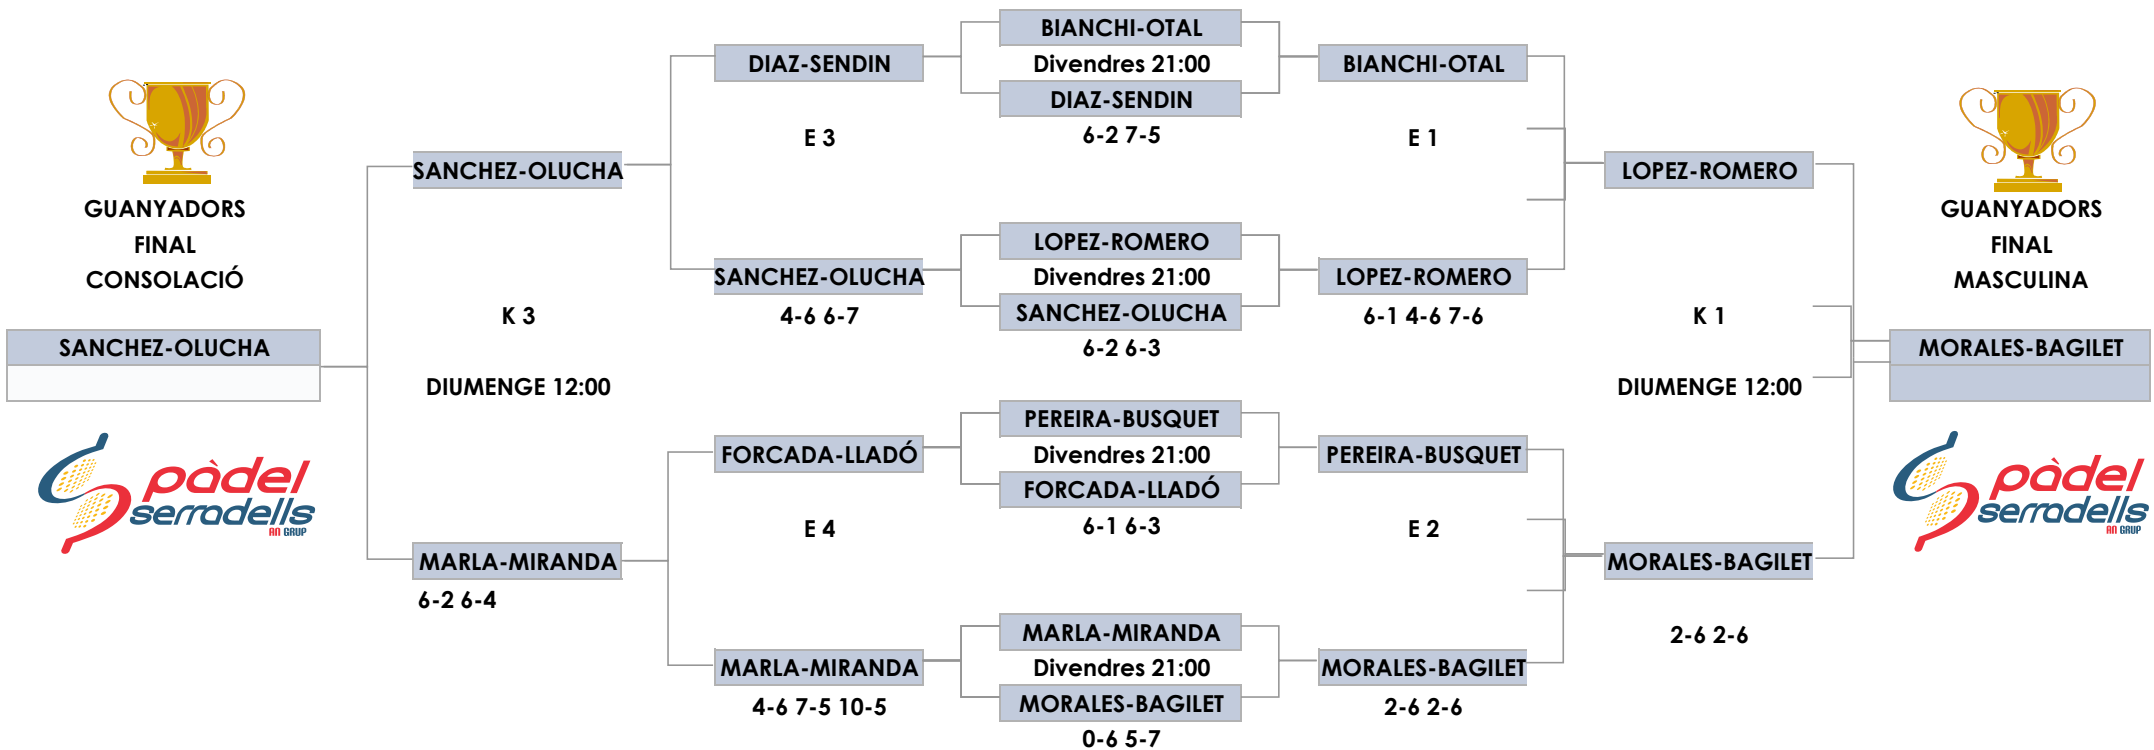 BIANCHI-OTAL
DIAZ-SENDIN
Divendres 21:00
BIANCHI-OTAL
DIAZ-SENDIN
E 3
6-2 7-5
E 1
SANCHEZ-OLUCHA
LOPEZ-ROMERO
GUANYADORS
FINAL
CONSOLACIÓ
GUANYADORS
FINAL
MASCULINA
LOPEZ-ROMERO
SANCHEZ-OLUCHA
Divendres 21:00
LOPEZ-ROMERO
K 3
4-6 6-7
SANCHEZ-OLUCHA
6-1 4-6 7-6
K 1
SANCHEZ-OLUCHA
6-2 6-3
MORALES-BAGILET
DIUMENGE 12:00
DIUMENGE 12:00
PEREIRA-BUSQUET
FORCADA-LLADÓ
Divendres 21:00
PEREIRA-BUSQUET
FORCADA-LLADÓ
pàdel
serradells
AN GRUP
pàdel
serradells
AN GRUP
E 4
6-1 6-3
E 2
MARLA-MIRANDA
MORALES-BAGILET
6-2 6-4
MARLA-MIRANDA
2-6 2-6
MARLA-MIRANDA
Divendres 21:00
MORALES-BAGILET
4-6 7-5 10-5
MORALES-BAGILET
2-6 2-6
0-6 5-7